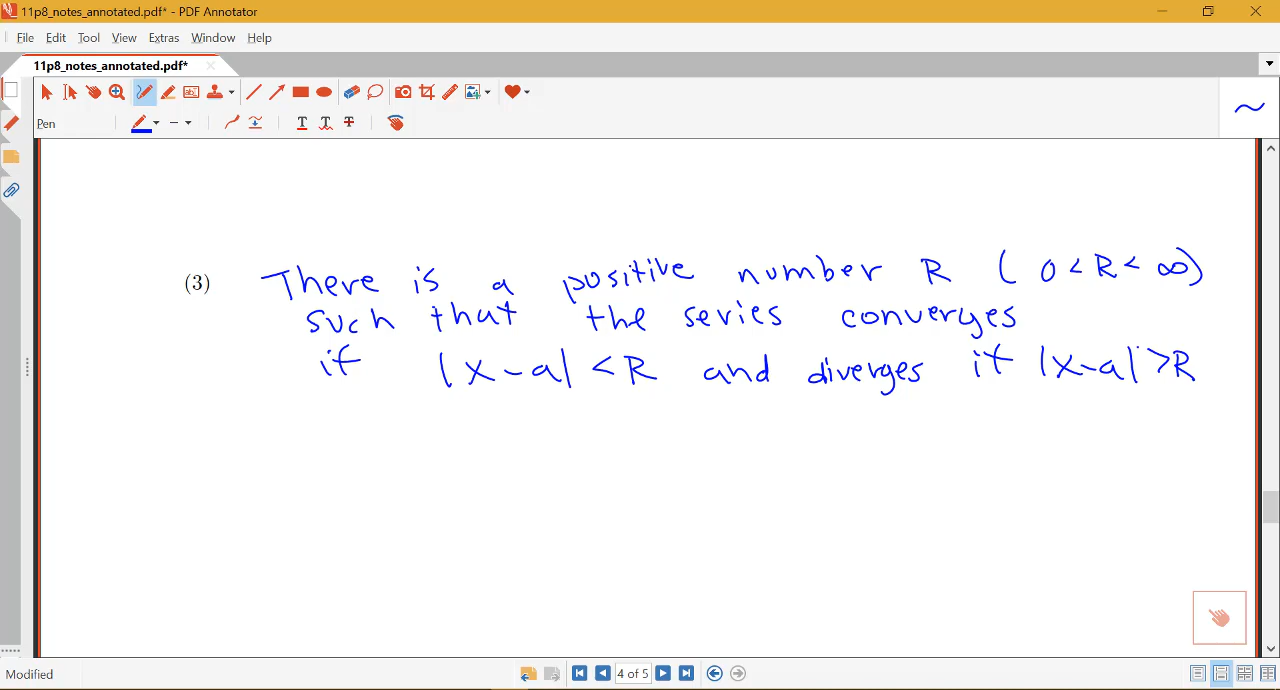 11p8_notes_annotated.pdf* - PDF Annotator
File Edit Tool View Extras Window Help
11p8_notes_annotated.pdf*
Pen
(3) There is a positive number R (0 < R < ∞)
such that the series converges
if |x-a| < R and diverges if |x-a| > R
Modified
4 of 5